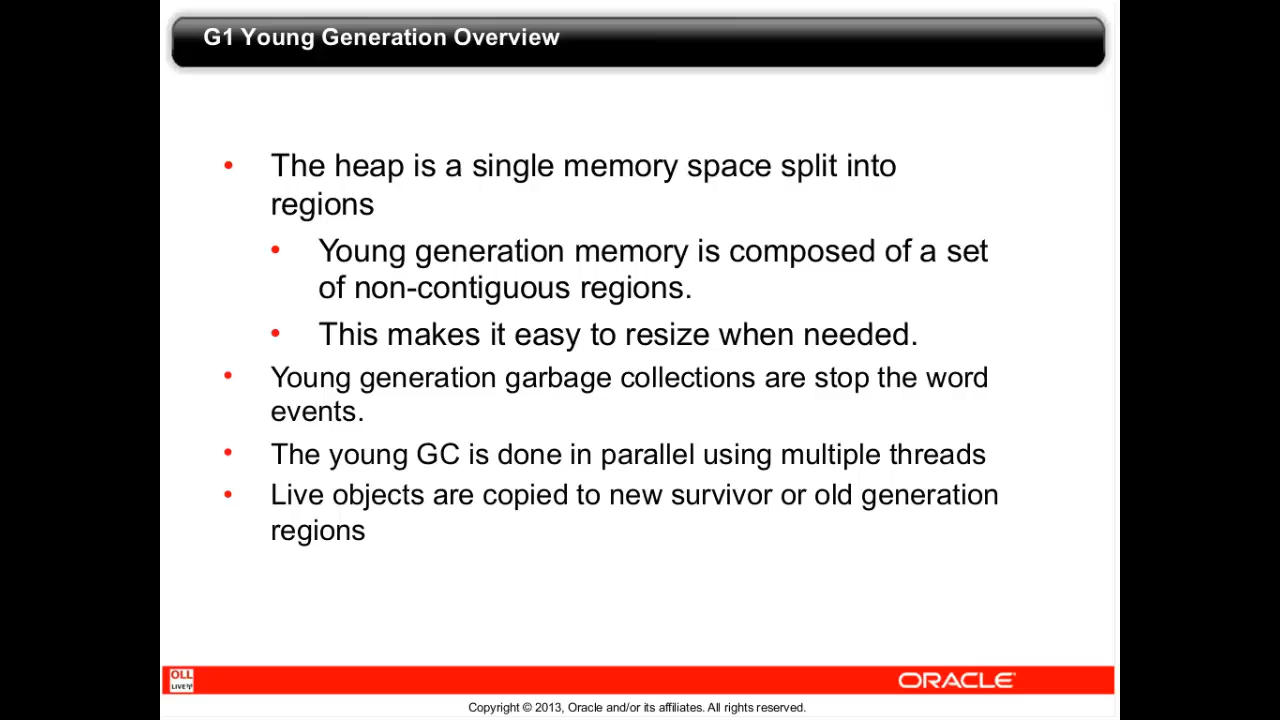 G1 Young Generation Overview
• The heap is a single memory space split into
regions
• Young generation memory is composed of a set
of non-contiguous regions.
• This makes it easy to resize when needed.
• Young generation garbage collections are stop the word
events.
• The young GC is done in parallel using multiple threads
• Live objects are copied to new survivor or old generation
regions
OLL
LIVE
ORACLE
Copyright © 2013, Oracle and/or its affiliates. All rights reserved.